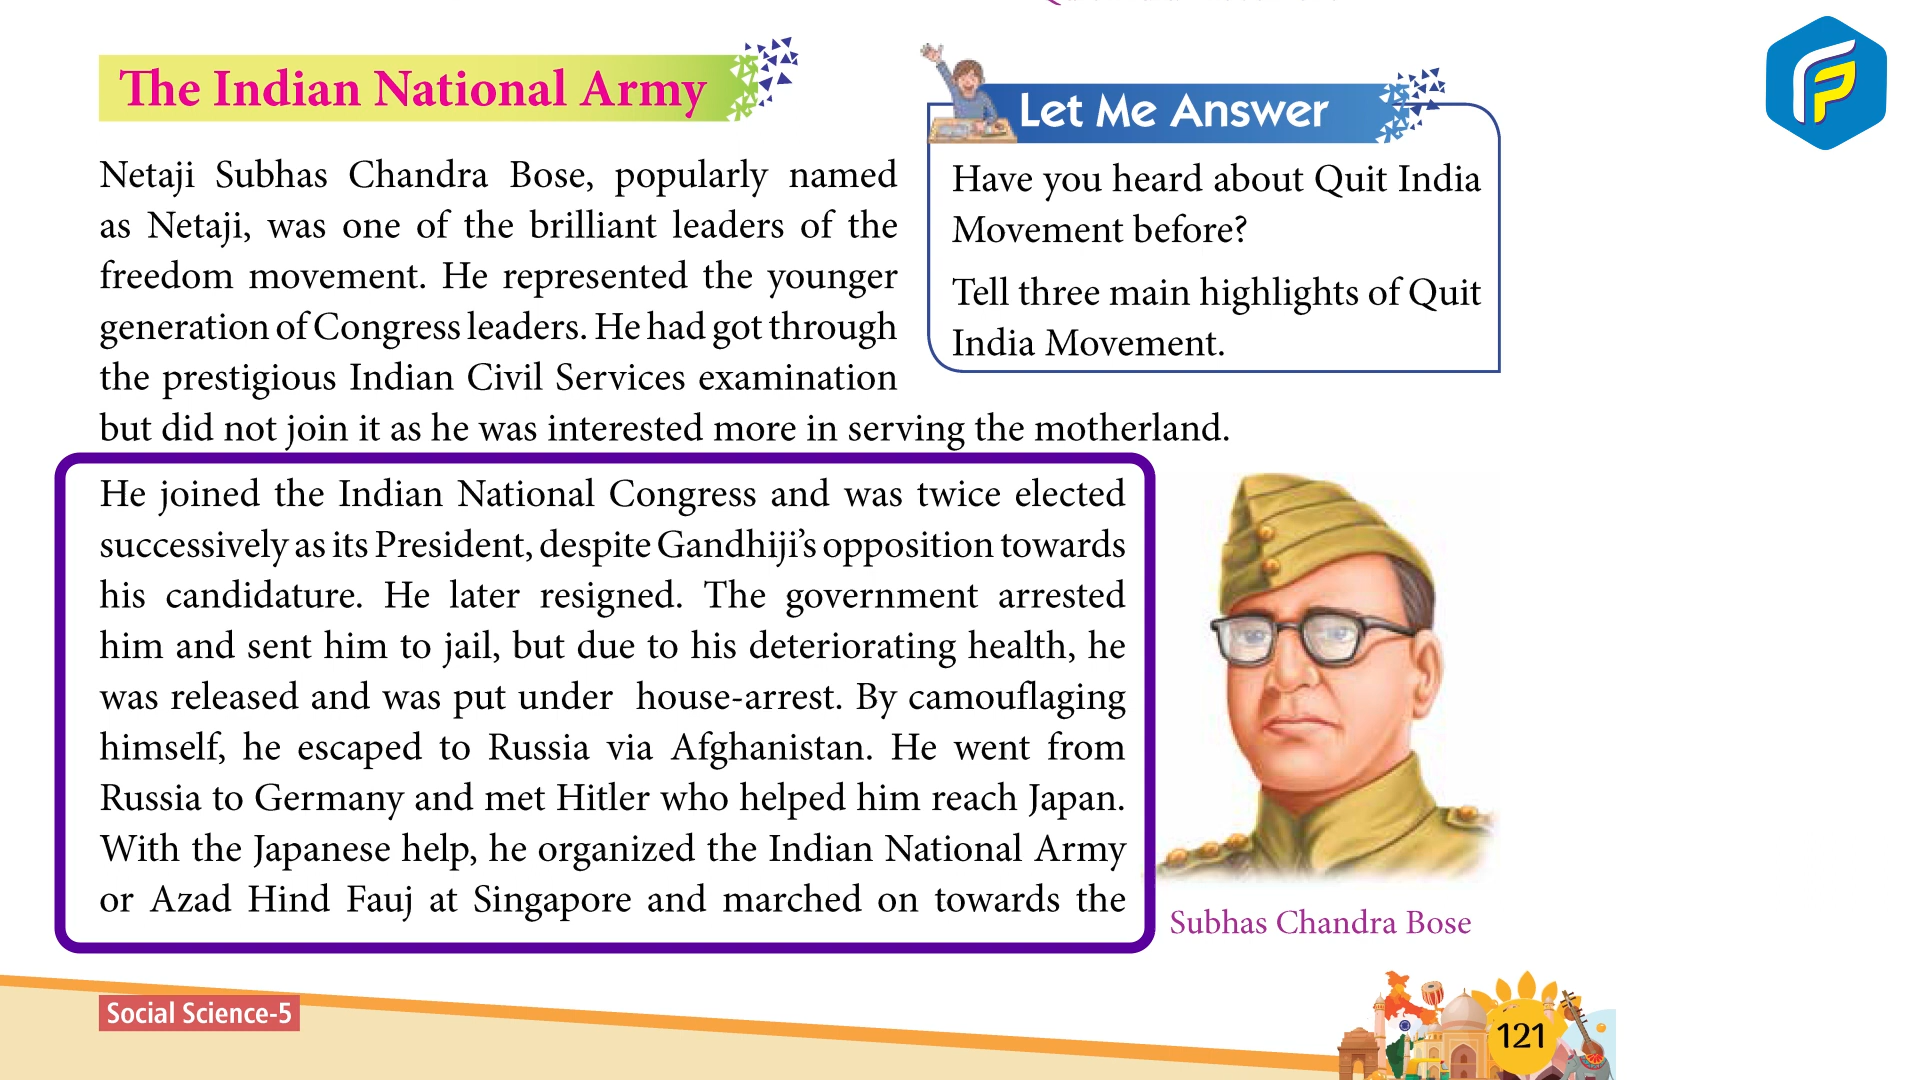 The Indian National Army
Netaji Subhas Chandra Bose, popularly named
as Netaji, was one of the brilliant leaders of the
freedom movement. He represented the younger
generation of Congress leaders. He had got through
the prestigious Indian Civil Services examination
but did not join it as he was interested more in serving the motherland.
Let Me Answer
Have you heard about Quit India
Movement before?
Tell three main highlights of Quit
India Movement.
He joined the Indian National Congress and was twice elected
successively as its President, despite Gandhiji's opposition towards
his candidature. He later resigned. The government arrested
him and sent him to jail, but due to his deteriorating health, he
was released and was put under house-arrest. By camouflaging
himself, he escaped to Russia via Afghanistan. He went from
Russia to Germany and met Hitler who helped him reach Japan.
With the Japanese help, he organized the Indian National Army
or Azad Hind Fauj at Singapore and marched on towards the
Subhas Chandra Bose
Social Science-5
121